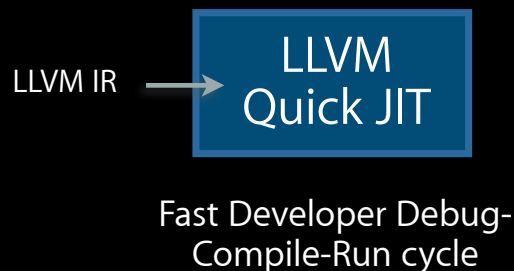 LLVM
Quick JIT
LLVM IR
Fast Developer Debug-
Compile-Run cycle